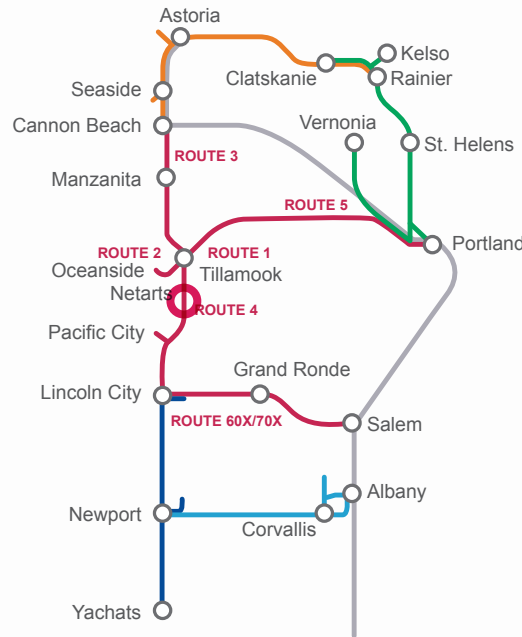 Astoria
Kelso
Clatskanie
Rainier
Seaside
Cannon Beach
Vernonia
St. Helens
ROUTE 3
Manzanita
ROUTE 5
Portland
ROUTE 2
ROUTE 1
Oceanside
Tillamook
Netarts
ROUTE 4
Pacific City
Grand Ronde
Lincoln City
ROUTE 60X/70X
Salem
Albany
Newport
Corvallis
Yachats